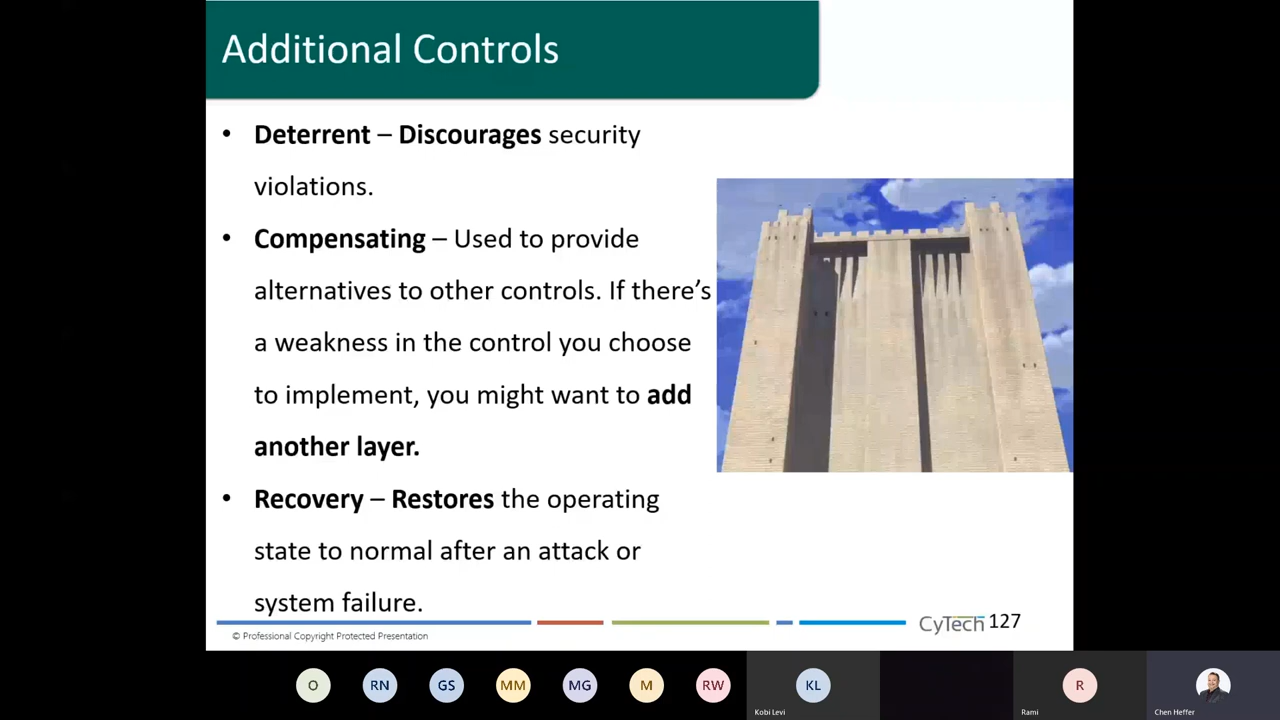 Additional Controls
• Deterrent – Discourages security
violations.
• Compensating – Used to provide
alternatives to other controls. If there's
a weakness in the control you choose
to implement, you might want to add
another layer.
• Recovery – Restores the operating
state to normal after an attack or
system failure.
CyTech 127
© Professional Copyright Protected Presentation
O RN GS MM MG M RW KL R
Kobi Levi Rami Chen Heffer